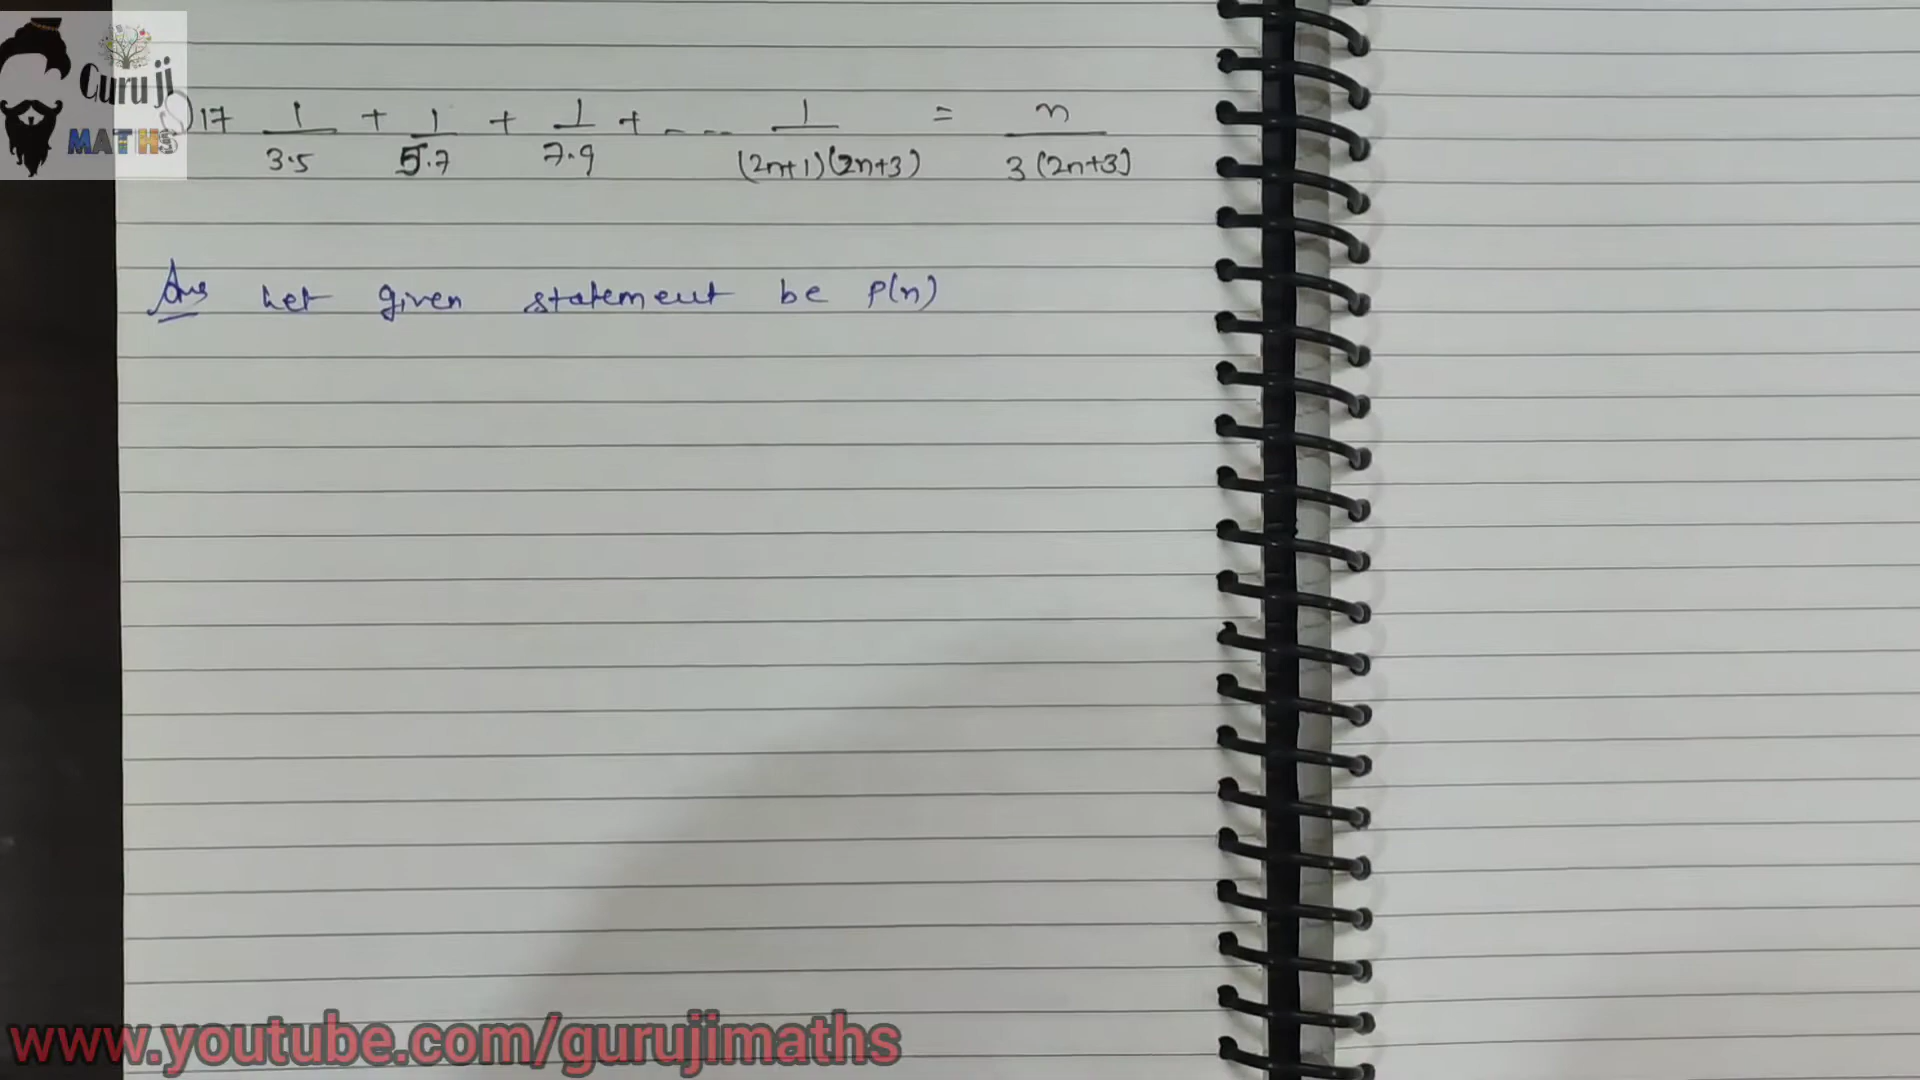 Guru ji
MATHS
)17 1/3.5 + 1/5.7 + 1/7.9 + ---- 1/(2n+1)(2n+3) = n/3(2n+3)
Ans Let given statement be P(n)
www.youtube.com/gurujimaths